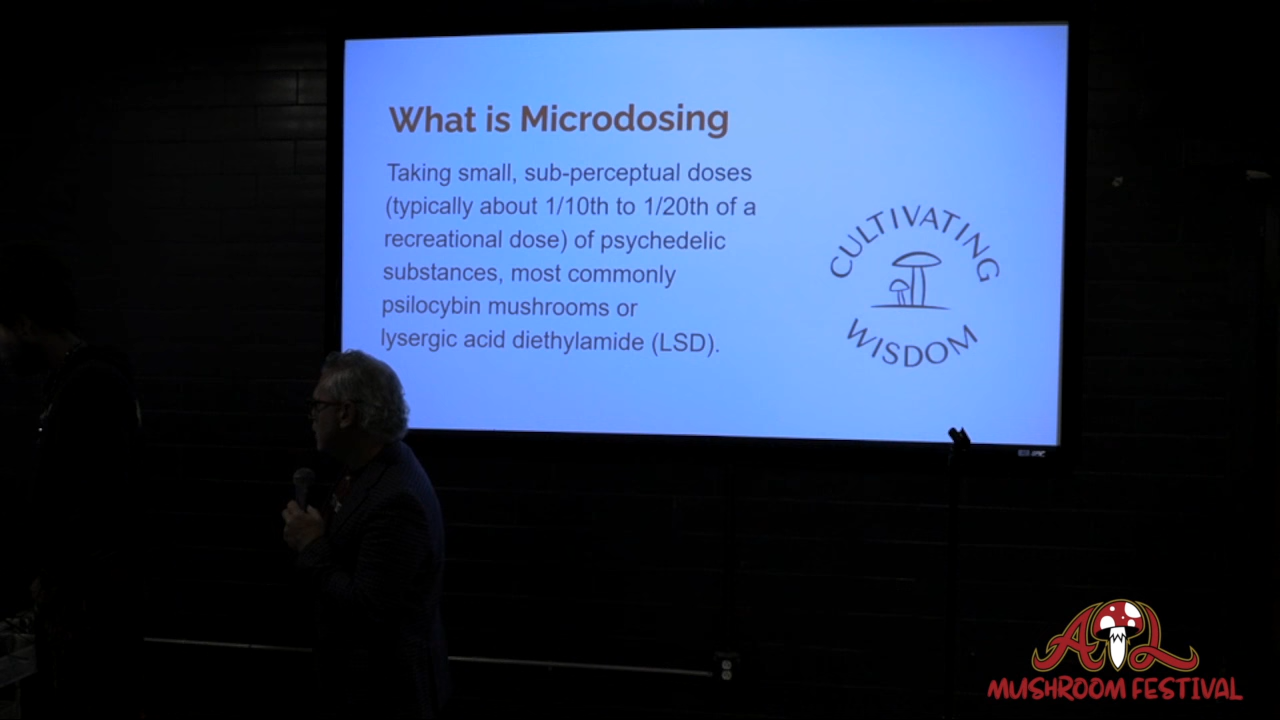 What is Microdosing
Taking small, sub-perceptual doses
(typically about 1/10th to 1/20th of a
recreational dose) of psychedelic
substances, most commonly
psilocybin mushrooms or
lysergic acid diethylamide (LSD).
CULTIVATING
WISDOM
ATL
MUSHROOM FESTIVAL